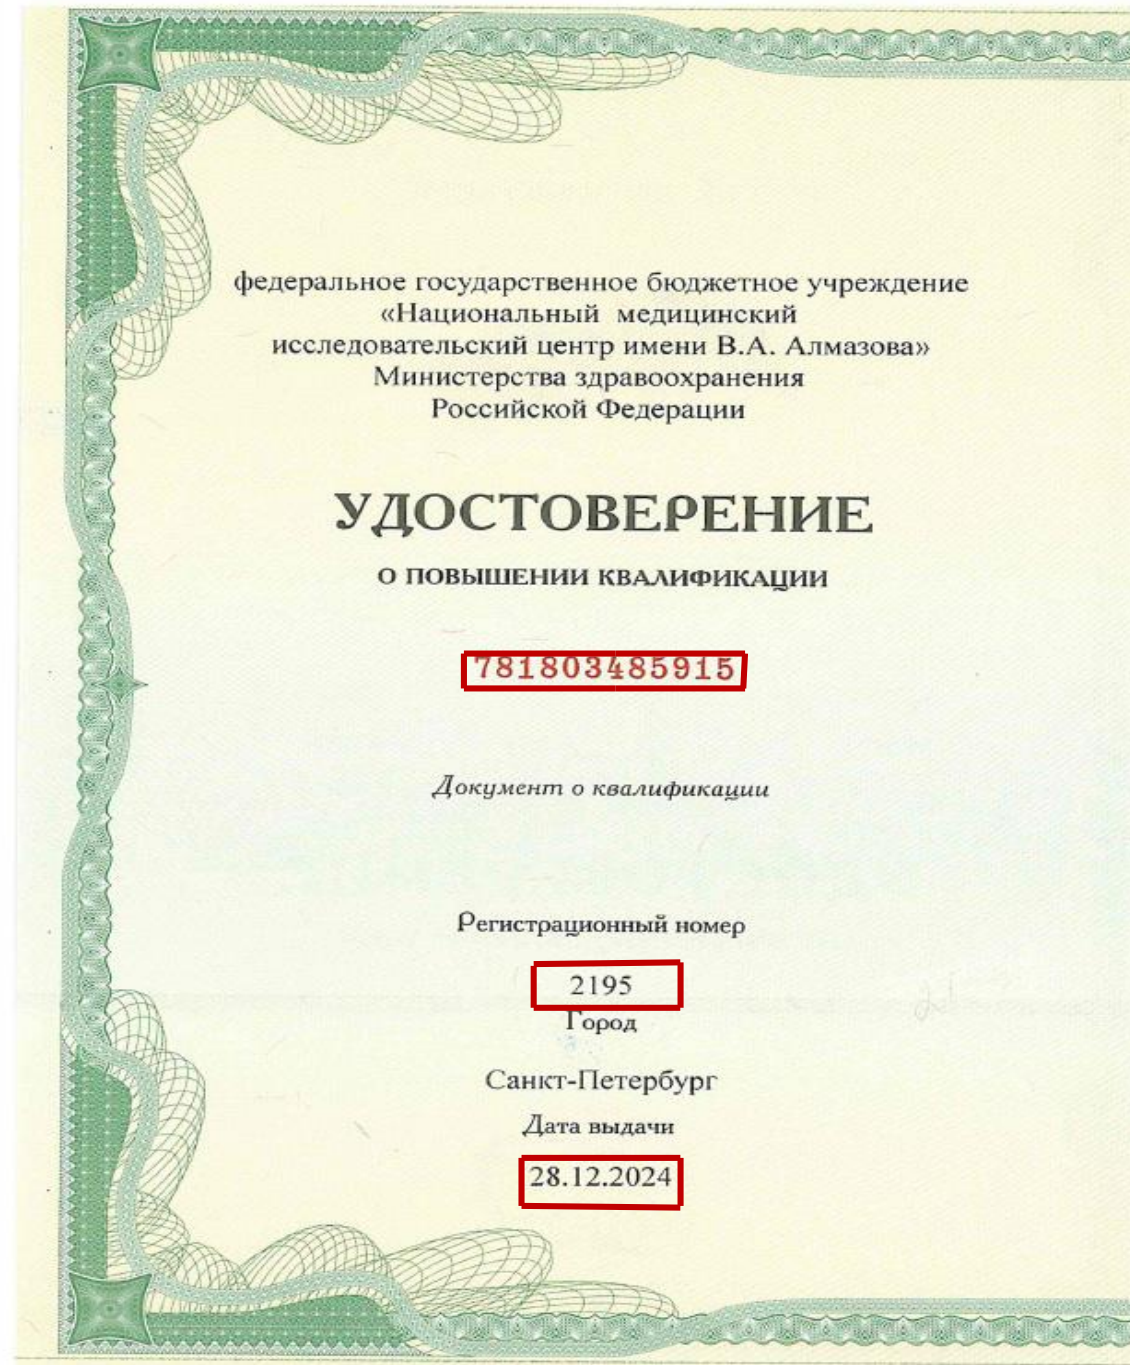 федеральное государственное бюджетное учреждение
«Национальный медицинский
исследовательский центр имени В.А. Алмазова»
Министерства здравоохранения
Российской Федерации
УДОСТОВЕРЕНИЕ
О ПОВЫШЕНИИ КВАЛИФИКАЦИИ
781803485915
Документ о квалификации
Регистрационный номер
2195
Город
Санкт-Петербург
Дата выдачи
28.12.2024